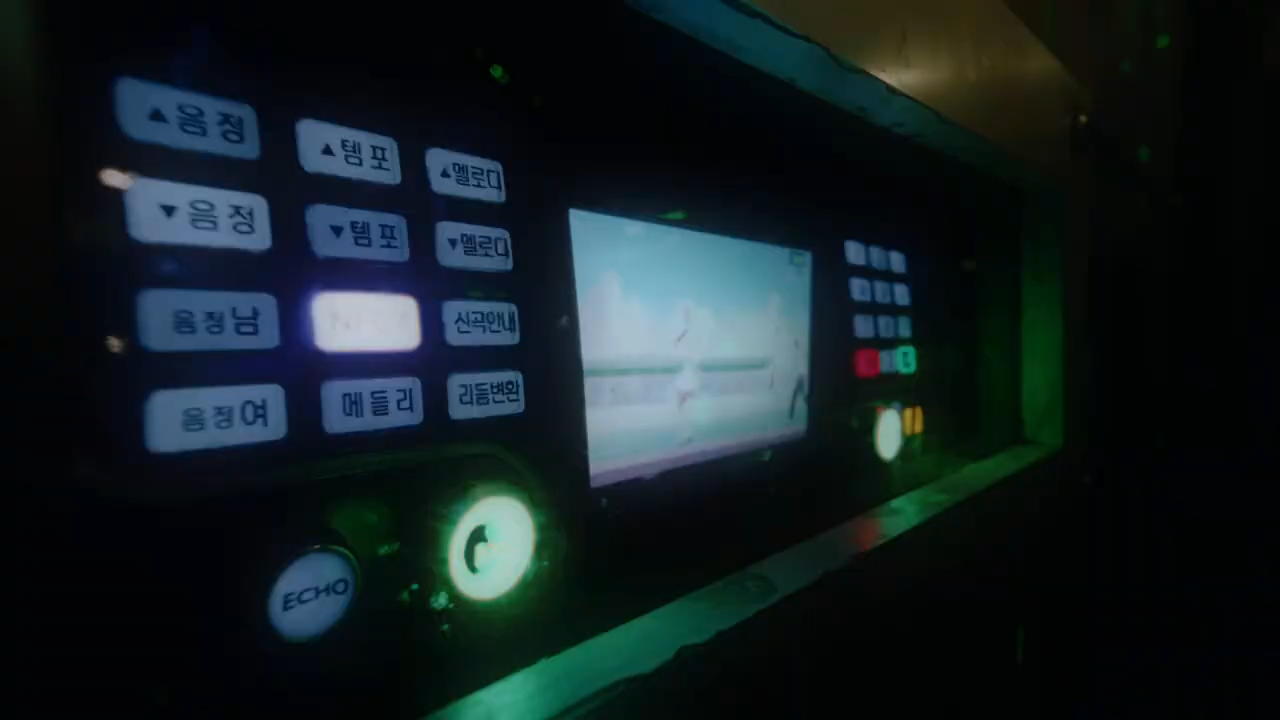 ▲음정 ▲템포 ▲멜로디
▼음정 ▼템포 ▼멜로디
음정남 신곡안내
음정여 메들리 리듬변환
ECHO